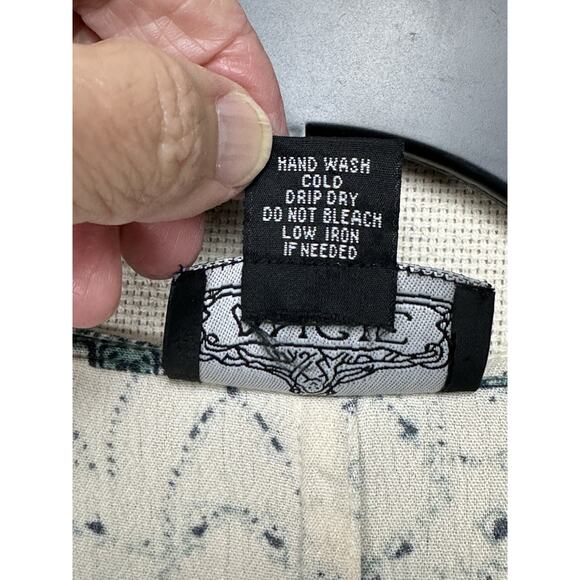 HAND WASH
COLD
DRIP DRY
DO NOT BLEACH
LOW IRON
IF NEEDED